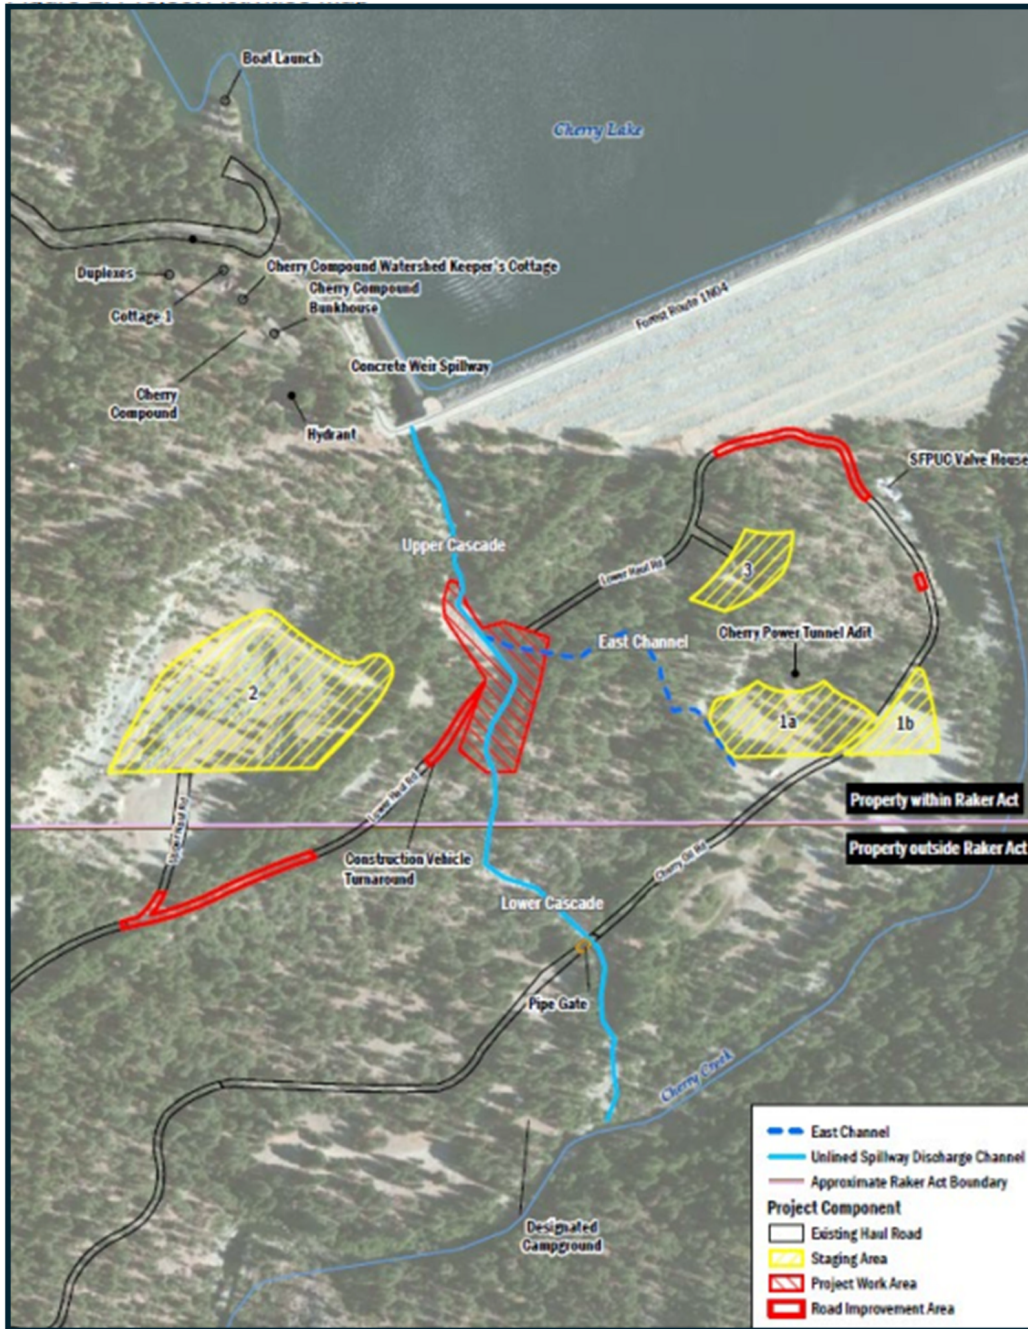 Boat Launch
Cherry Lake
Duplexes
Cherry Compound Watershed Keeper's Cottage
Cherry Compound
Bunkhouse
Cottage 1
Forest Route 1N04
Concrete Weir Spillway
Cherry
Compound
Hydrant
SFPUC Valve House
Upper Cascade
3
Lower Haul Rd
East Channel
Cherry Power Tunnel Adit
2
1a
1b
Property within Raker Act
Lower Haul Rd
Haul Rd
Property outside Raker Act
Construction Vehicle
Turnaround
Cherry Oil Rd
Lower Cascade
Pipe Gate
Cherry Creek
Designated
Campground
East Channel
Unlined Spillway Discharge Channel
Approximate Raker Act Boundary
Project Component
Existing Haul Road
Staging Area
Project Work Area
Road Improvement Area